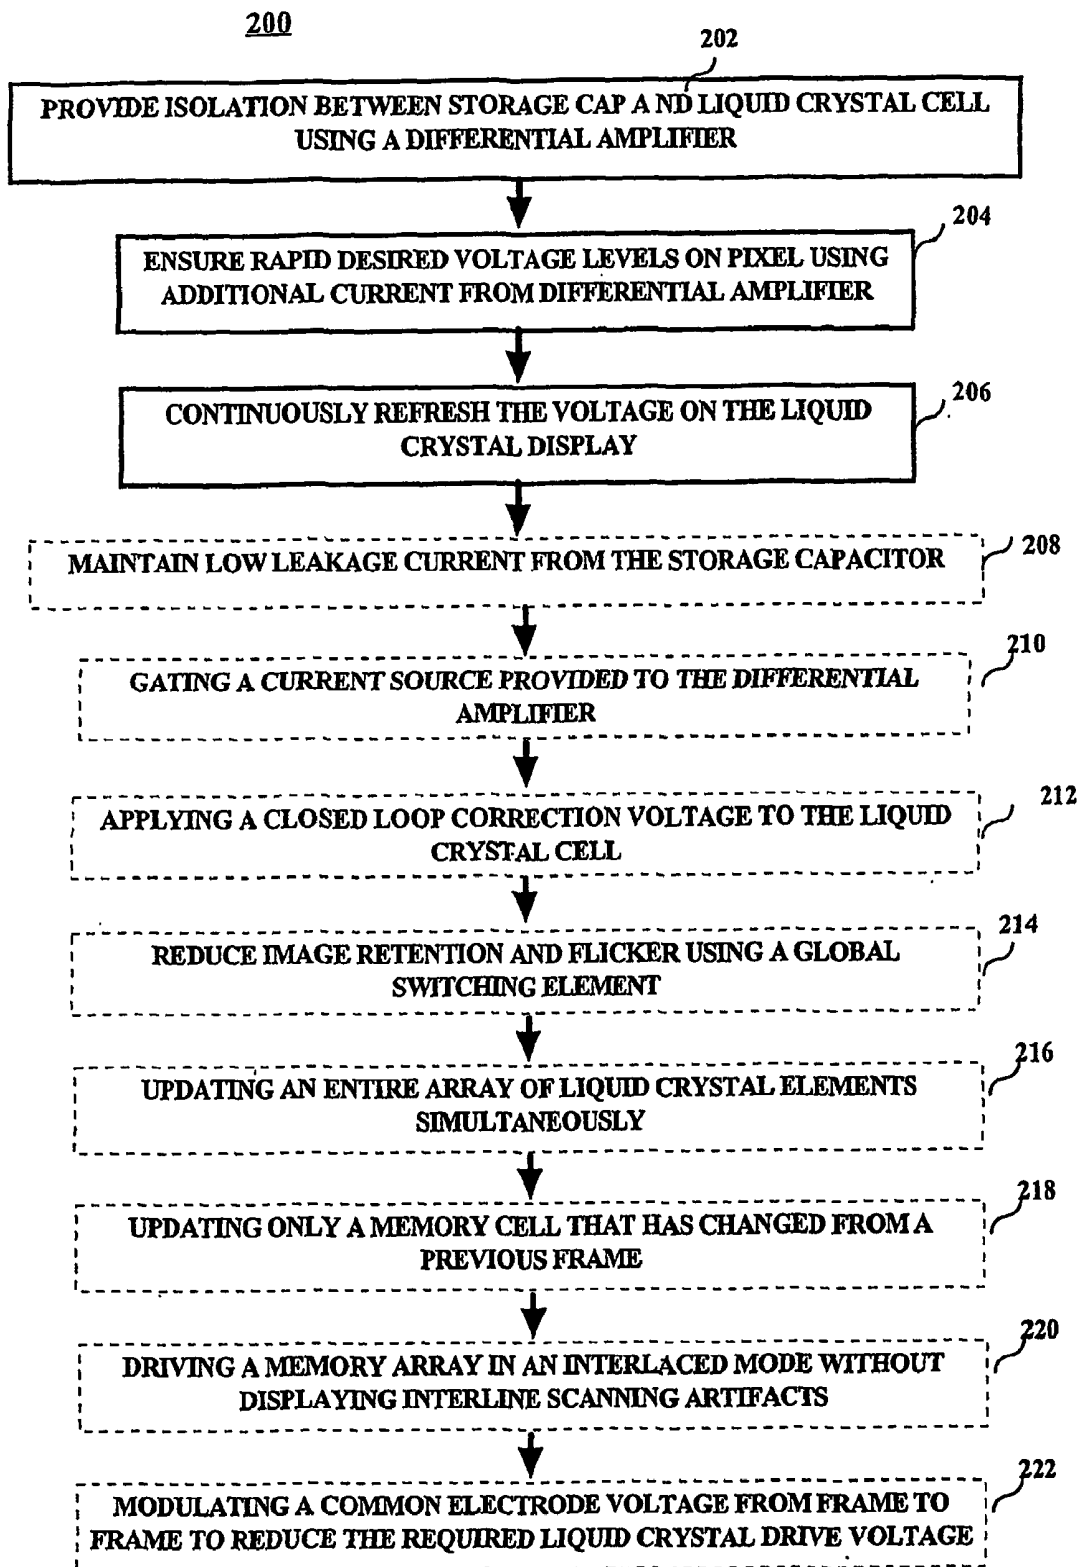 200
202
PROVIDE ISOLATION BETWEEN STORAGE CAP A ND LIQUID CRYSTAL CELL
USING A DIFFERENTIAL AMPLIFIER
204
ENSURE RAPID DESIRED VOLTAGE LEVELS ON PIXEL USING
ADDITIONAL CURRENT FROM DIFFERENTIAL AMPLIFIER
206
CONTINUOUSLY REFRESH THE VOLTAGE ON THE LIQUID
CRYSTAL DISPLAY
208
MAINTAIN LOW LEAKAGE CURRENT FROM THE STORAGE CAPACITOR
210
GATING A CURRENT SOURCE PROVIDED TO THE DIFFERENTIAL
AMPLIFIER
212
APPLYING A CLOSED LOOP CORRECTION VOLTAGE TO THE LIQUID
CRYSTAL CELL
214
REDUCE IMAGE RETENTION AND FLICKER USING A GLOBAL
SWITCHING ELEMENT
216
UPDATING AN ENTIRE ARRAY OF LIQUID CRYSTAL ELEMENTS
SIMULTANEOUSLY
218
UPDATING ONLY A MEMORY CELL THAT HAS CHANGED FROM A
PREVIOUS FRAME
220
DRIVING A MEMORY ARRAY IN AN INTERLACED MODE WITHOUT
DISPLAYING INTERLINE SCANNING ARTIFACTS
222
MODULATING A COMMON ELECTRODE VOLTAGE FROM FRAME TO
FRAME TO REDUCE THE REQUIRED LIQUID CRYSTAL DRIVE VOLTAGE